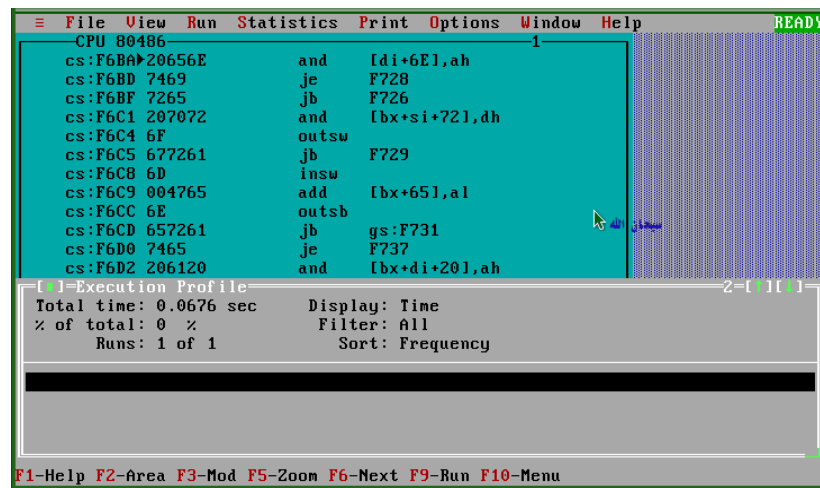 ≡ File View Run Statistics Print Options Window Help READY
CPU 80486 1
cs:F6BA▶20656E and [di+6E],ah
cs:F6BD 7469 je F728
cs:F6BF 7265 jb F726
cs:F6C1 207072 and [bx+si+72],dh
cs:F6C4 6F outsw
cs:F6C5 677261 jb F729
cs:F6C8 6D insw
cs:F6C9 004765 add [bx+65],al
cs:F6CC 6E outsb
cs:F6CD 657261 jb gs:F731
cs:F6D0 7465 je F737
cs:F6D2 206120 and [bx+di+20],ah
سبحان الله
[■]=Execution Profile 2=[↑][↓]
Total time: 0.0676 sec Display: Time
% of total: 0 % Filter: All
Runs: 1 of 1 Sort: Frequency
F1-Help F2-Area F3-Mod F5-Zoom F6-Next F9-Run F10-Menu